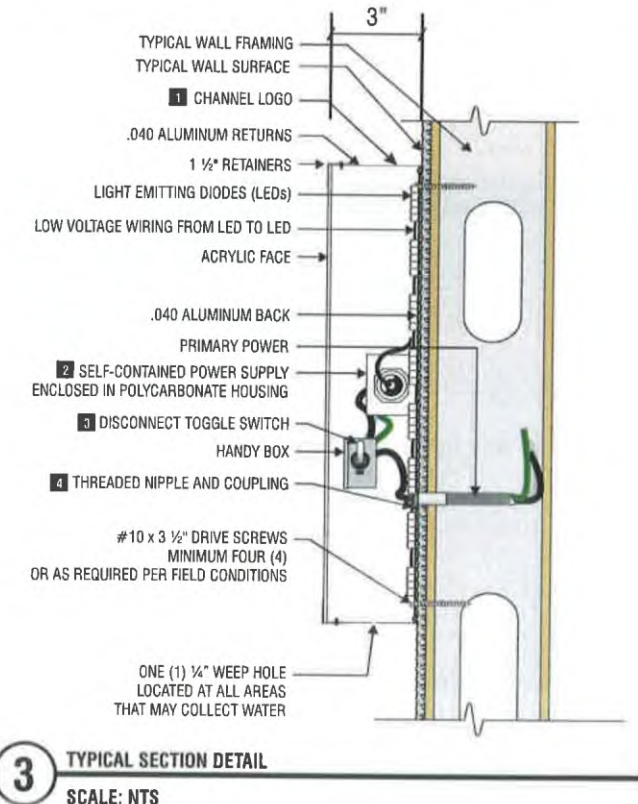 3"
TYPICAL WALL FRAMING
TYPICAL WALL SURFACE
1 CHANNEL LOGO
.040 ALUMINUM RETURNS
1 ½" RETAINERS
LIGHT EMITTING DIODES (LEDs)
LOW VOLTAGE WIRING FROM LED TO LED
ACRYLIC FACE
.040 ALUMINUM BACK
PRIMARY POWER
2 SELF-CONTAINED POWER SUPPLY
ENCLOSED IN POLYCARBONATE HOUSING
3 DISCONNECT TOGGLE SWITCH
HANDY BOX
4 THREADED NIPPLE AND COUPLING
#10 x 3 ½" DRIVE SCREWS
MINIMUM FOUR (4)
OR AS REQUIRED PER FIELD CONDITIONS
ONE (1) ¼" WEEP HOLE
LOCATED AT ALL AREAS
THAT MAY COLLECT WATER
3 TYPICAL SECTION DETAIL
SCALE: NTS